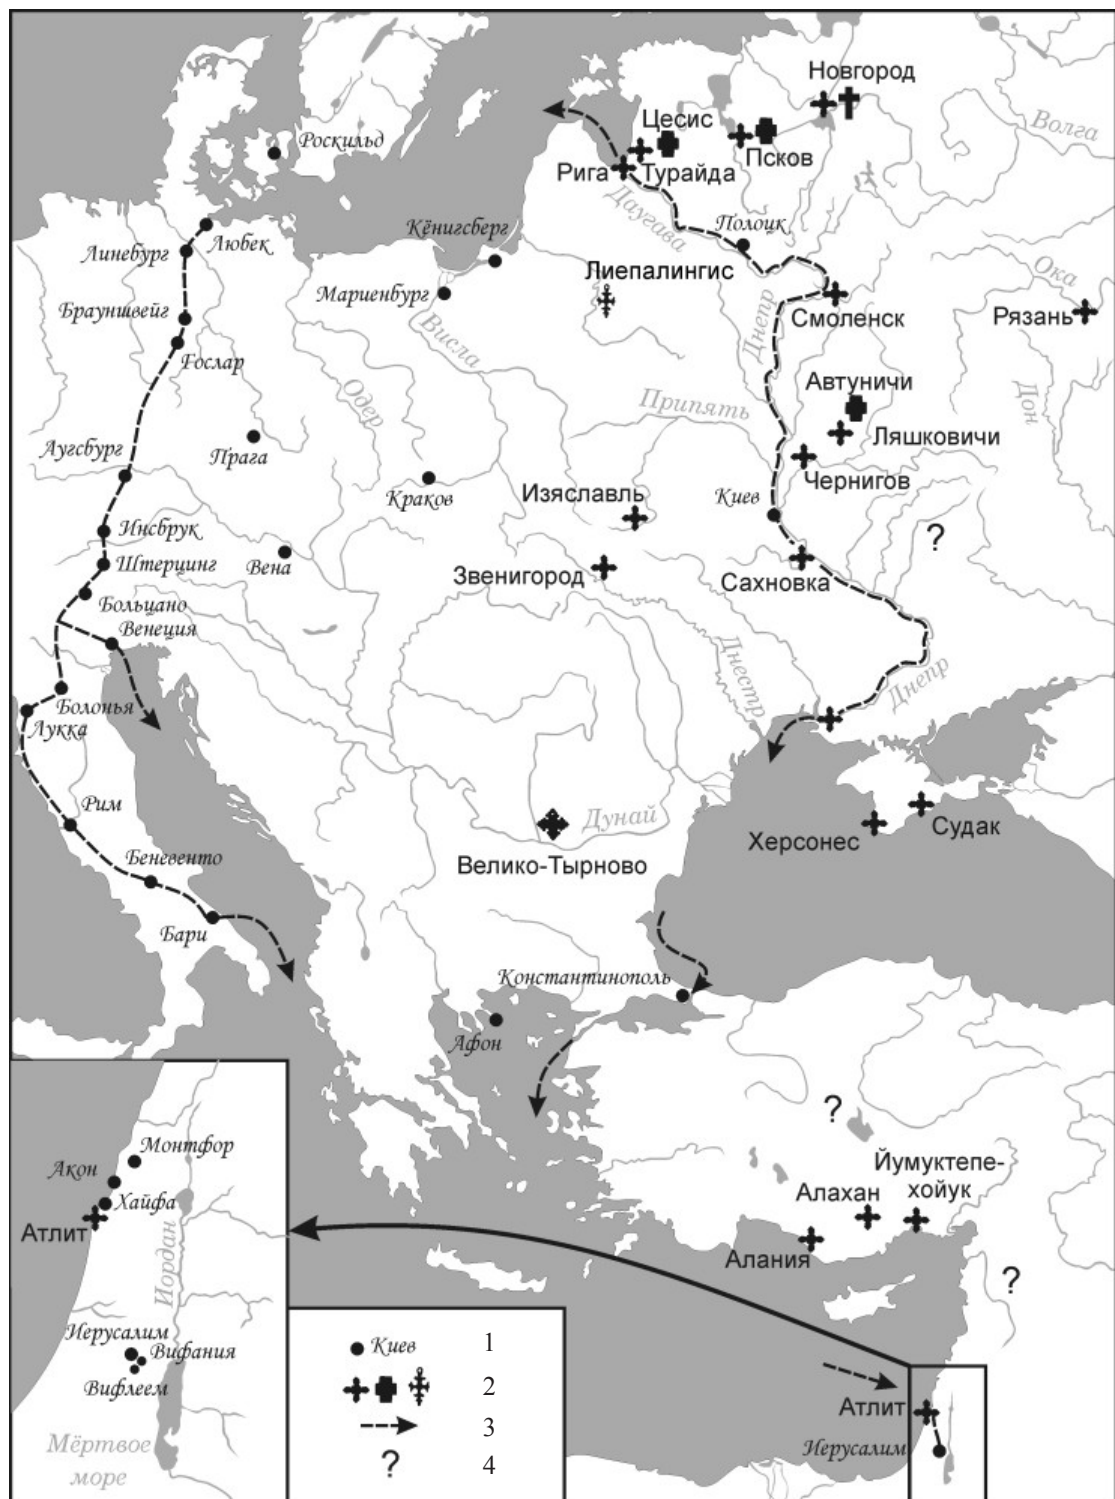 Новгород
Волга
Роскильд
Цесис
Псков
Рига
Турайда
Даугава
Полоцк
Кёнигсберг
Любек
Линебург
Лиепалингис
Ока
Мариенбург
Смоленск
Рязань
Днепр
Брауншвейг
Гослар
Висла
Автуничи
Дон
Одер
Припять
Ляшковичи
Прага
Аугсбург
Чернигов
Краков
Изяславль
Киев
?
Инсбрук
Штерцинг
Вена
Звенигород
Сахновка
Больцано
Венеция
Днестр
Днепр
Болонья
Лукка
Рим
Дунай
Судак
Херсонес
Беневенто
Велико-Тырново
Бари
Константинополь
Афон
?
Монтфор
Йумуктепе-
хойук
Акон
Алахан
Хайфа
Атлит
Алания
Иордан
?
Иерусалим
Вифания
Вифлеем
Киев 1
2
3
? 4
Атлит
Иерусалим
Мёртвое
море